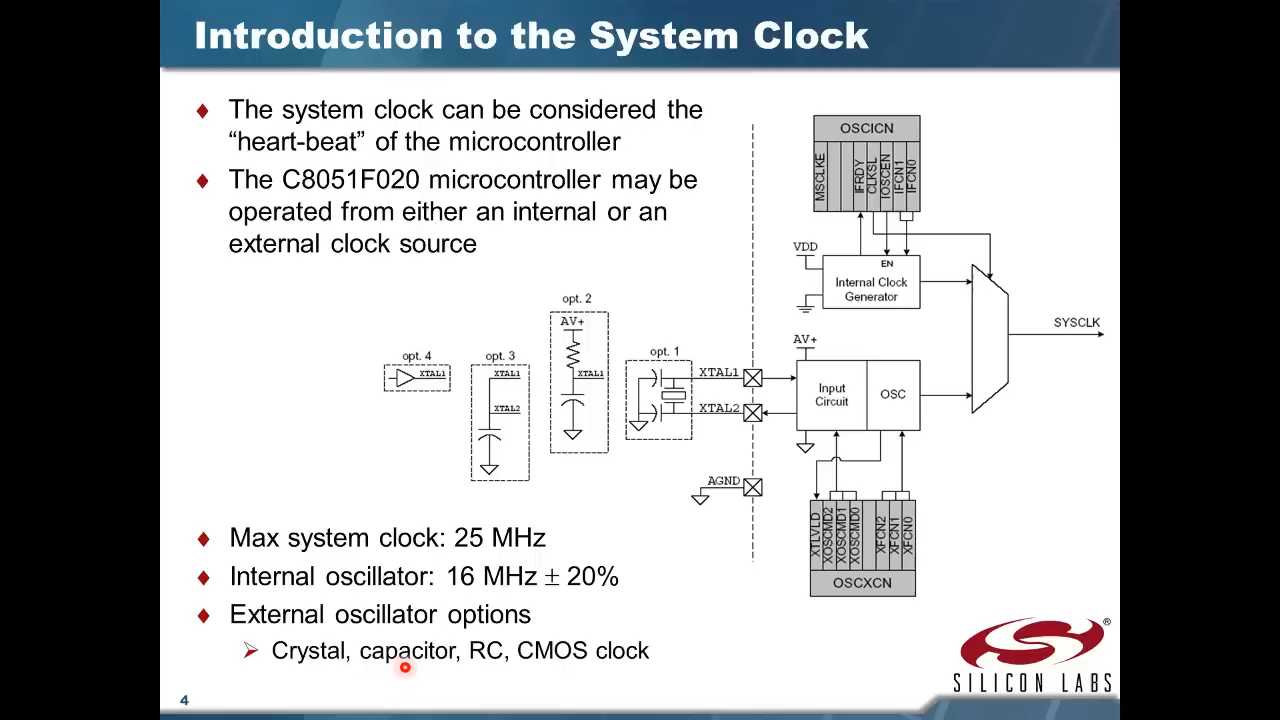 Introduction to the System Clock
The system clock can be considered the
“heart-beat” of the microcontroller
The C8051F020 microcontroller may be
operated from either an internal or an
external clock source
OSCICN
MSCLKE
IFRDY
CLKSL
IOSCEN
IFCN1
IFCN0
VDD
EN
Internal Clock
Generator
SYSCLK
AV+
Input
Circuit
OSC
opt. 4
XTAL1
opt. 3
XTAL1
XTAL2
opt. 2
AV+
XTAL1
opt. 1
XTAL1
XTAL2
AGND
XTLVLD
XOSCMD2
XOSCMD1
XOSCMD0
XFCN2
XFCN1
XFCN0
OSCXCN
Max system clock: 25 MHz
Internal oscillator: 16 MHz ± 20%
External oscillator options
Crystal, capacitor, RC, CMOS clock
4
SILICON LABS
®